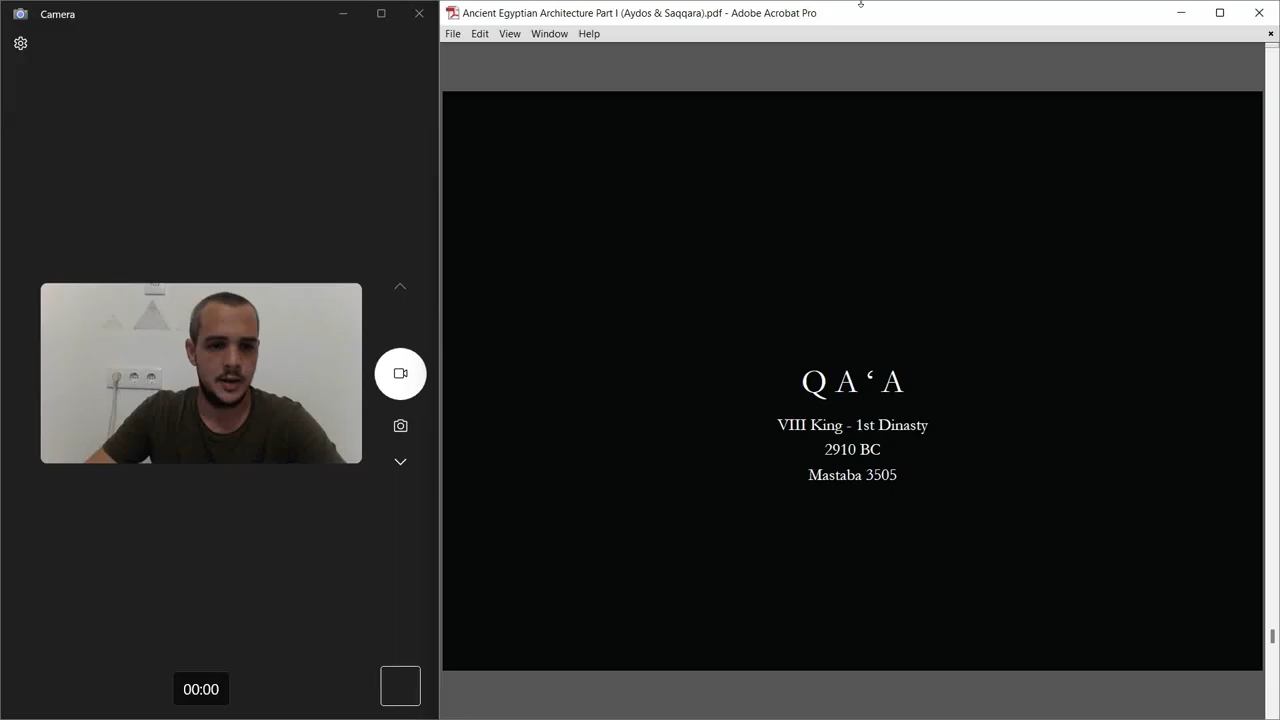 Camera
Ancient Egyptian Architecture Part I (Aydos & Saqqara).pdf - Adobe Acrobat Pro
File Edit View Window Help
QA‘A
VIII King - 1st Dinasty
2910 BC
Mastaba 3505
00:00